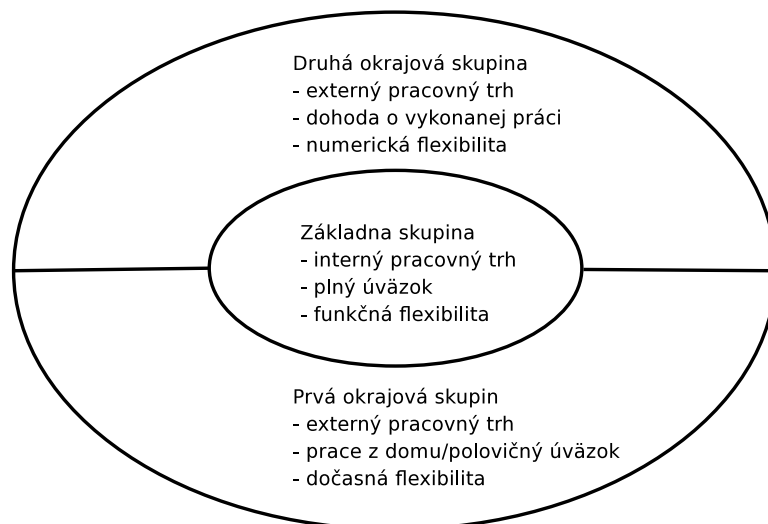 Druhá okrajová skupina
- externý pracovný trh
- dohoda o vykonanej práci
- numerická flexibilita
Základna skupina
- interný pracovný trh
- plný úväzok
- funkčná flexibilita
Prvá okrajová skupin
- externý pracovný trh
- prace z domu/polovičný úväzok
- dočasná flexibilita